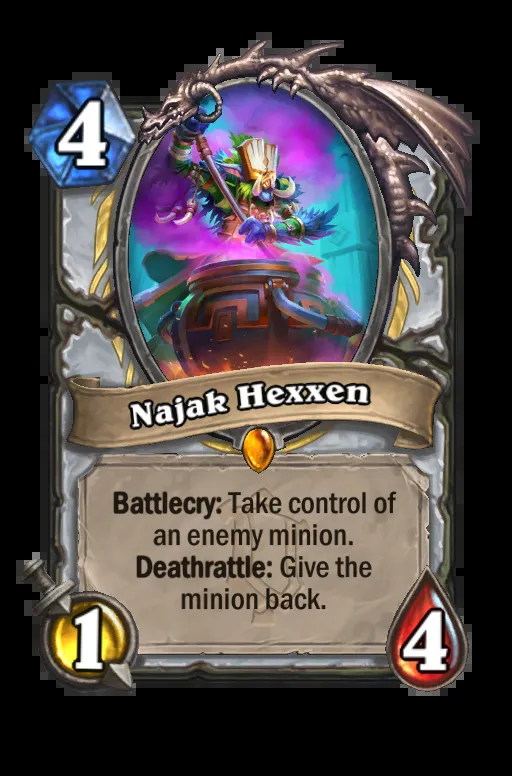 4
Najak Hexxen
Battlecry: Take control of
an enemy minion.
Deathrattle: Give the
minion back.
1
4